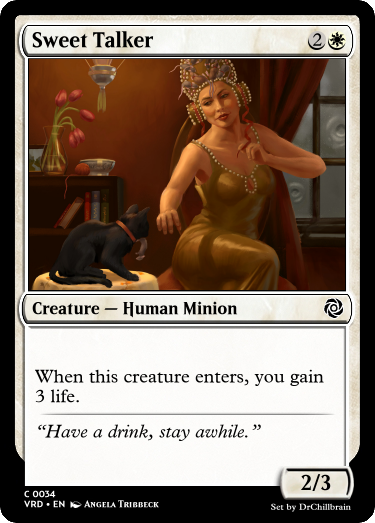 Sweet Talker 2
Creature — Human Minion
When this creature enters, you gain
3 life.
“Have a drink, stay awhile.”
2/3
C 0034
VRD • EN Angela Tribbeck
Set by DrChillbrain